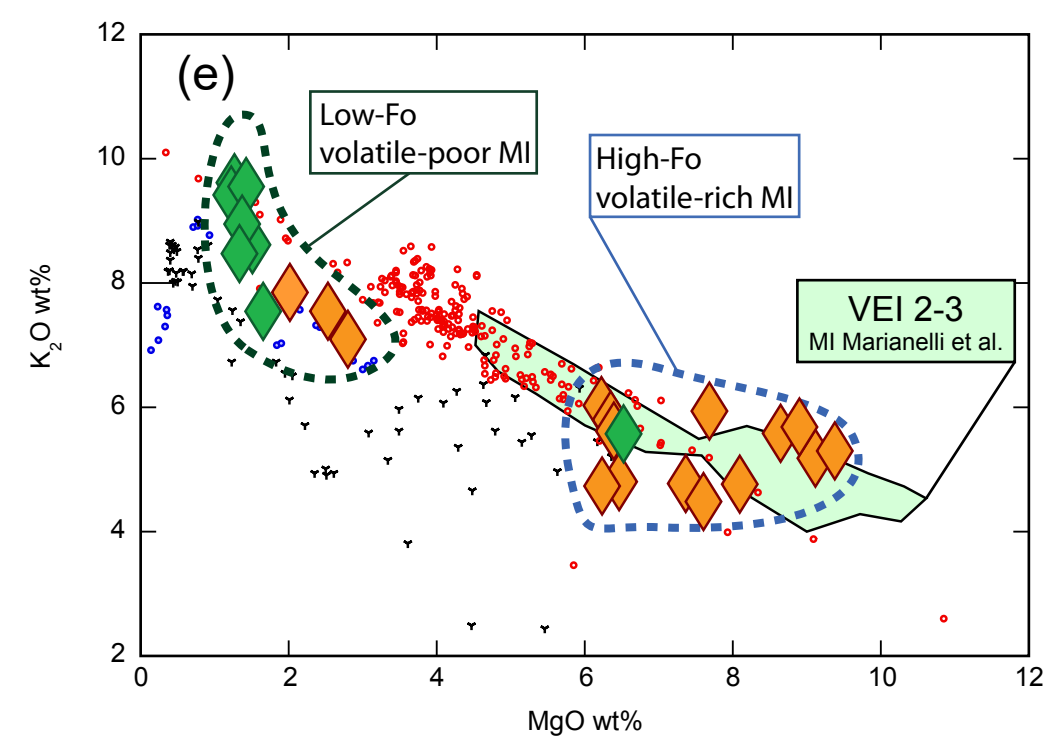 (e)
Low-Fo
volatile-poor MI
High-Fo
volatile-rich MI
VEI 2-3
MI Marianelli et al.
12
10
8
6
4
2
K₂O wt%
0
2
4
6
8
10
12
MgO wt%